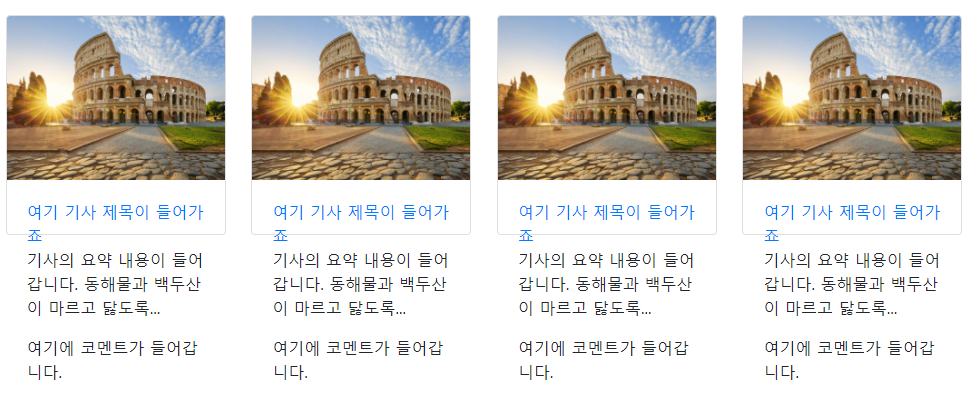 여기 기사 제목이 들어가
죠
기사의 요약 내용이 들어
갑니다. 동해물과 백두산
이 마르고 닳도록...
여기에 코멘트가 들어갑
니다.
여기 기사 제목이 들어가
죠
기사의 요약 내용이 들어
갑니다. 동해물과 백두산
이 마르고 닳도록...
여기에 코멘트가 들어갑
니다.
여기 기사 제목이 들어가
죠
기사의 요약 내용이 들어
갑니다. 동해물과 백두산
이 마르고 닳도록...
여기에 코멘트가 들어갑
니다.
여기 기사 제목이 들어가
죠
기사의 요약 내용이 들어
갑니다. 동해물과 백두산
이 마르고 닳도록...
여기에 코멘트가 들어갑
니다.